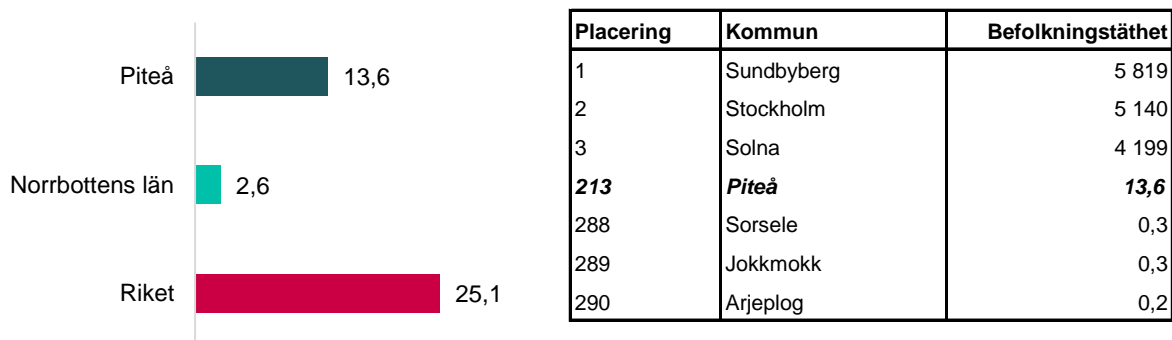 Piteå 13,6
Norrbottens län 2,6
Riket 25,1
Placering Kommun Befolkningstäthet
1 Sundbyberg 5 819
2 Stockholm 5 140
3 Solna 4 199
213 Piteå 13,6
288 Sorsele 0,3
289 Jokkmokk 0,3
290 Arjeplog 0,2